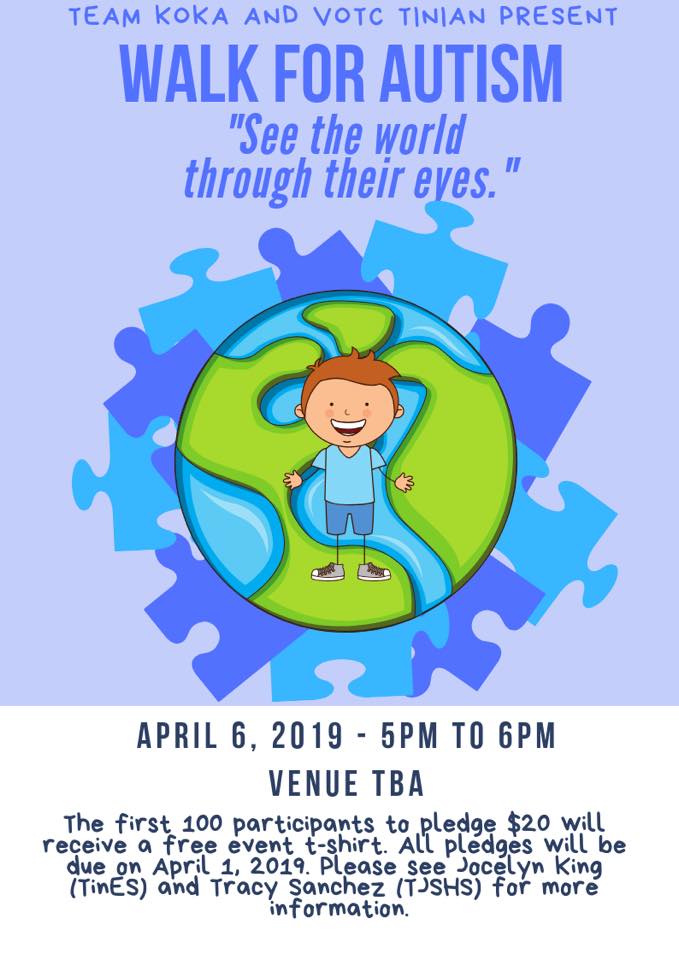 TEAM KOKA AND VOTC TINIAN PRESENT
WALK FOR AUTISM
"See the world
through their eyes."
APRIL 6, 2019 - 5PM TO 6PM
VENUE TBA
The first 100 participants to pledge $20 will
receive a free event t-shirt. All pledges will be
due on April 1, 2019. Please see Jocelyn King
(TinES) and Tracy Sanchez (TJSHS) for more
information.